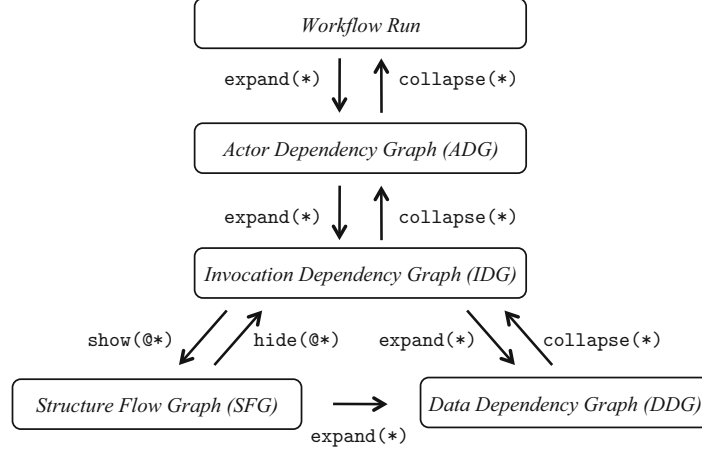 Workflow Run
expand(*) collapse(*)
Actor Dependency Graph (ADG)
expand(*) collapse(*)
Invocation Dependency Graph (IDG)
show(@*) hide(@*) expand(*) collapse(*)
Structure Flow Graph (SFG) Data Dependency Graph (DDG)
expand(*)